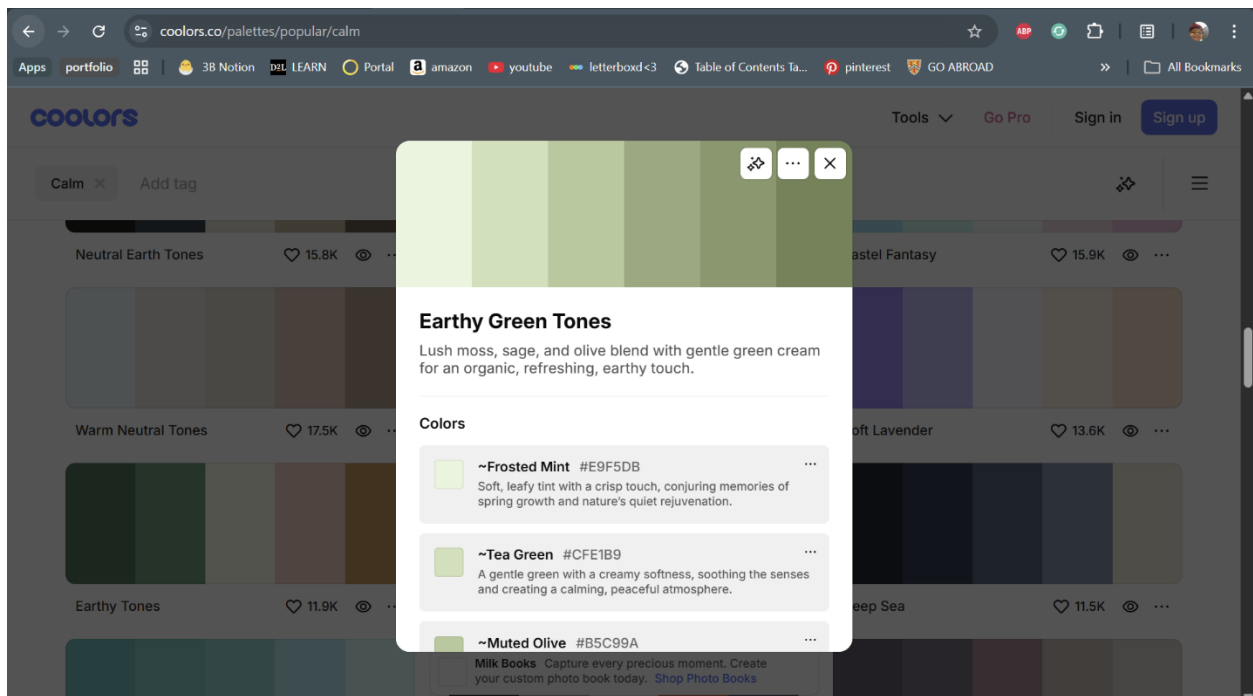 coolors.co/palettes/popular/calm
ABP
Apps portfolio 3B Notion D2L LEARN Portal a amazon youtube letterboxd<3 Table of Contents Ta... pinterest GO ABROAD » All Bookmarks
coolors Tools Go Pro Sign in Sign up
Calm × Add tag
Neutral Earth Tones 15.8K ··· astel Fantasy 15.9K ···
Earthy Green Tones
Lush moss, sage, and olive blend with gentle green cream
for an organic, refreshing, earthy touch.
Colors
Warm Neutral Tones 17.5K ··· oft Lavender 13.6K ···
~Frosted Mint #E9F5DB ···
Soft, leafy tint with a crisp touch, conjuring memories of
spring growth and nature's quiet rejuvenation.
~Tea Green #CFE1B9 ···
A gentle green with a creamy softness, soothing the senses
and creating a calming, peaceful atmosphere.
Earthy Tones 11.9K ··· eep Sea 11.5K ···
~Muted Olive #B5C99A ···
Milk Books Capture every precious moment. Create
your custom photo book today. Shop Photo Books